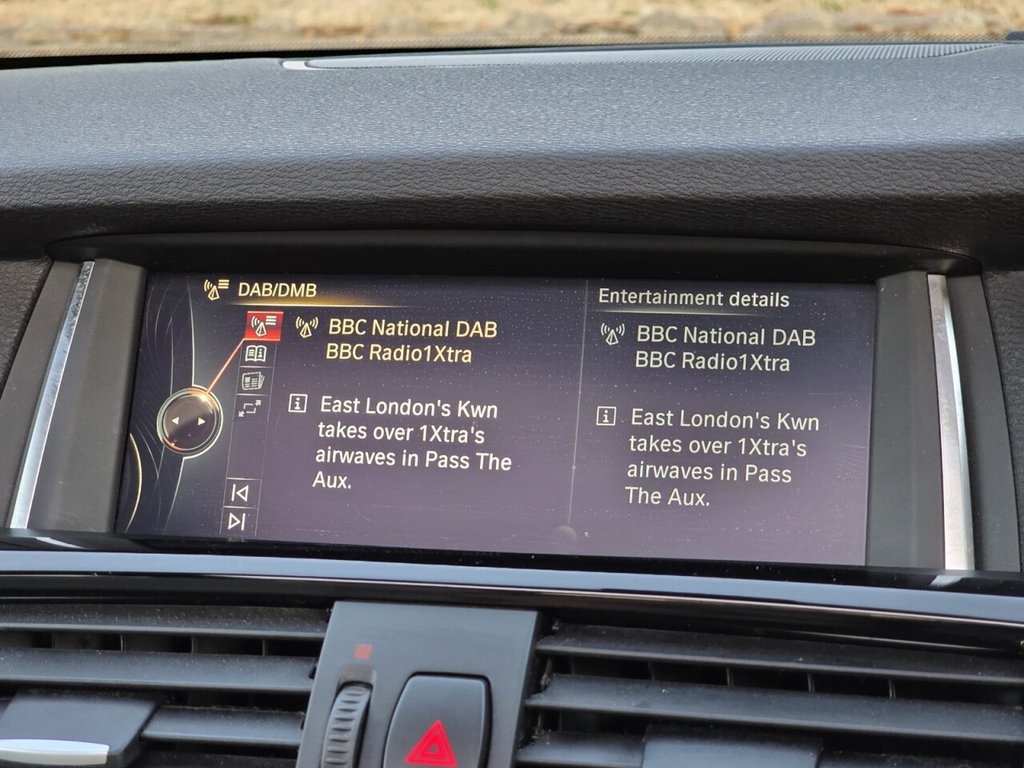 DAB/DMB
BBC National DAB
BBC Radio1Xtra
East London's Kwn
takes over 1Xtra's
airwaves in Pass The
Aux.
Entertainment details
BBC National DAB
BBC Radio1Xtra
East London's Kwn
takes over 1Xtra's
airwaves in Pass
The Aux.